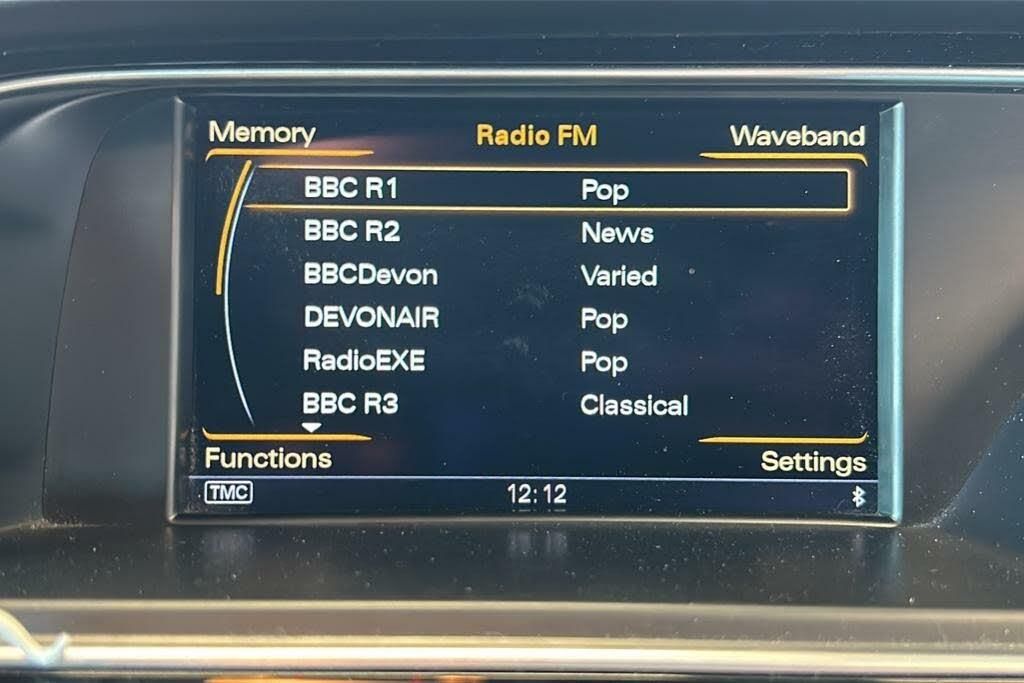 Memory Radio FM Waveband
BBC R1 Pop
BBC R2 News
BBCDevon Varied
DEVONAIR Pop
RadioEXE Pop
BBC R3 Classical
Functions Settings
TMC 12:12